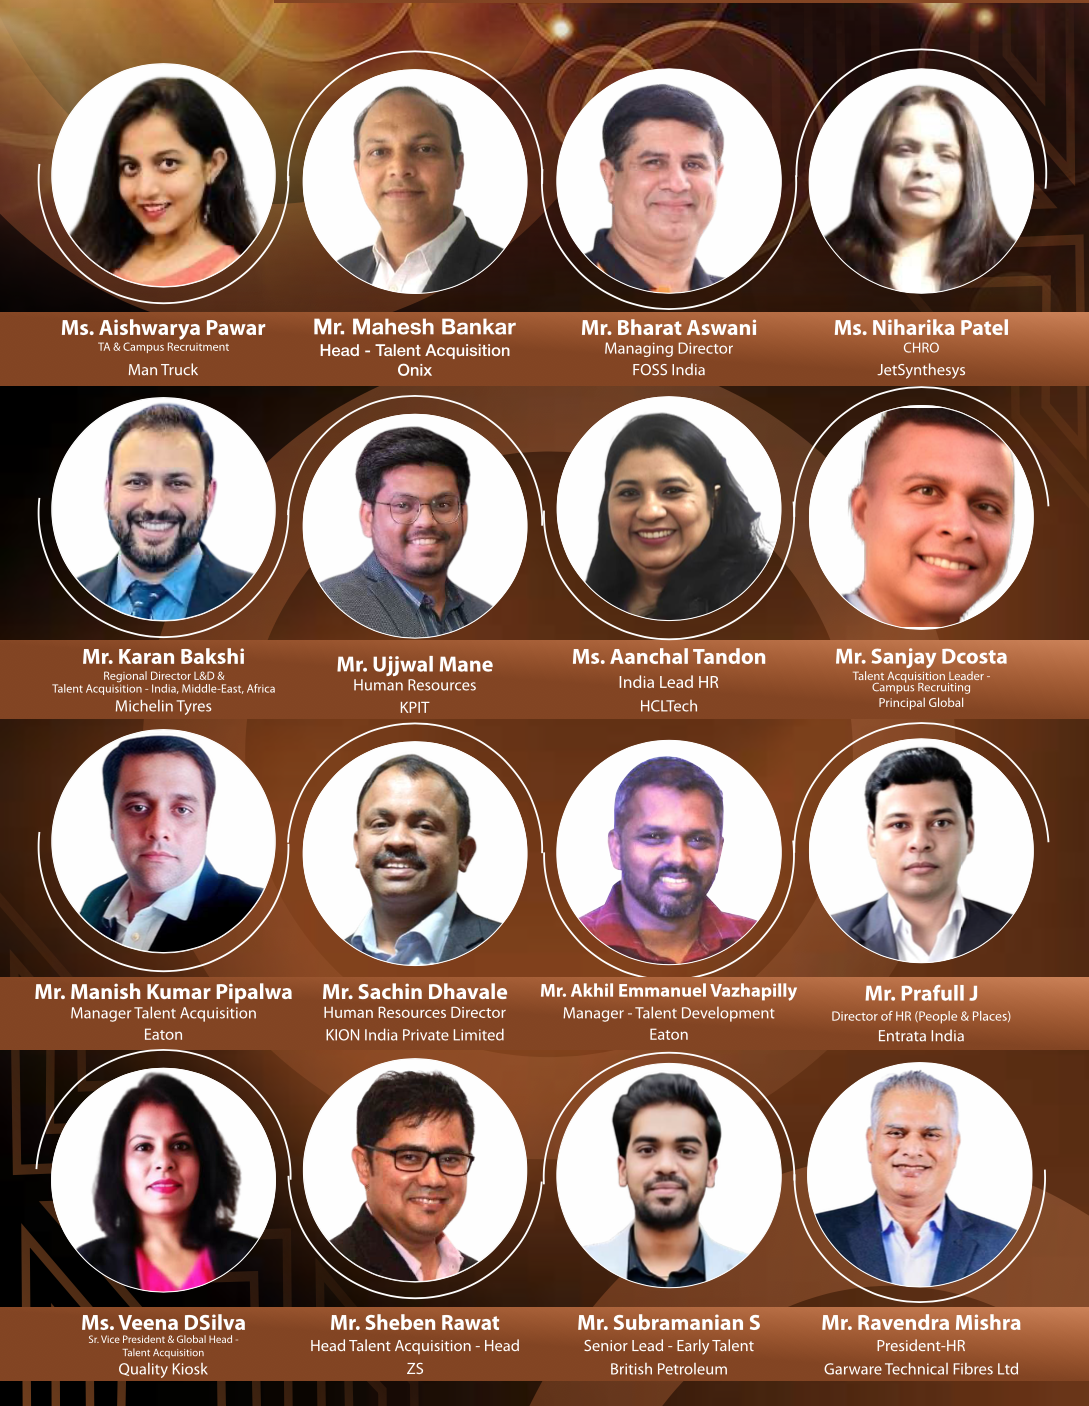 Ms. Aishwarya Pawar
TA & Campus Recruitment
Man Truck
Mr. Mahesh Bankar
Head - Talent Acquisition
Onix
Mr. Bharat Aswani
Managing Director
FOSS India
Ms. Niharika Patel
CHRO
JetSynthesys
Mr. Karan Bakshi
Regional Director L&D &
Talent Acquisition - India, Middle-East, Africa
Michelin Tyres
Mr. Ujjwal Mane
Human Resources
KPIT
Ms. Aanchal Tandon
India Lead HR
HCLTech
Mr. Sanjay Dcosta
Talent Acquisition Leader -
Campus Recruiting
Principal Global
Mr. Manish Kumar Pipalwa
Manager Talent Acquisition
Eaton
Mr. Sachin Dhavale
Human Resources Director
KION India Private Limited
Mr. Akhil Emmanuel Vazhapilly
Manager - Talent Development
Eaton
Mr. Prafull J
Director of HR (People & Places)
Entrata India
Ms. Veena DSilva
Sr. Vice President & Global Head -
Talent Acquisition
Quality Kiosk
Mr. Sheben Rawat
Head Talent Acquisition - Head
ZS
Mr. Subramanian S
Senior Lead - Early Talent
British Petroleum
Mr. Ravendra Mishra
President-HR
Garware Technical Fibres Ltd